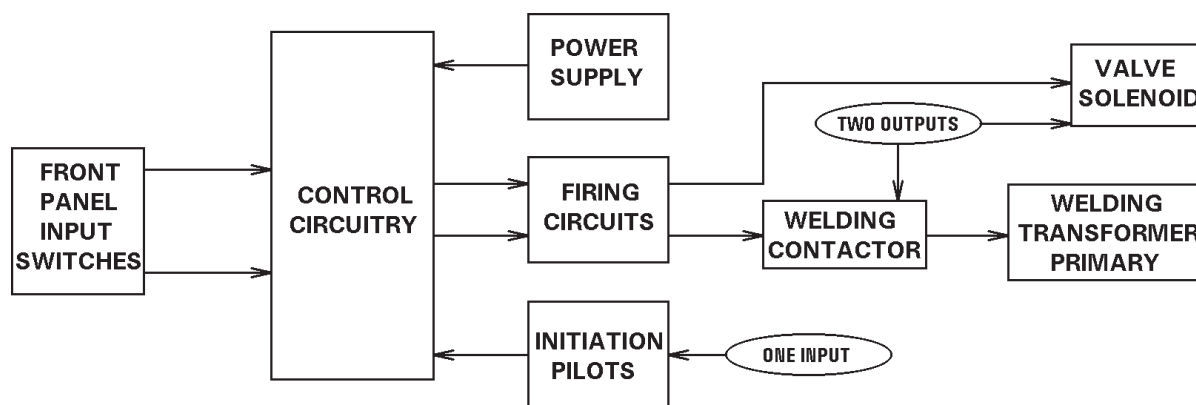 FRONT
PANEL
INPUT
SWITCHES
CONTROL
CIRCUITRY
POWER
SUPPLY
FIRING
CIRCUITS
INITIATION
PILOTS
ONE INPUT
TWO OUTPUTS
VALVE
SOLENOID
WELDING
CONTACTOR
WELDING
TRANSFORMER
PRIMARY